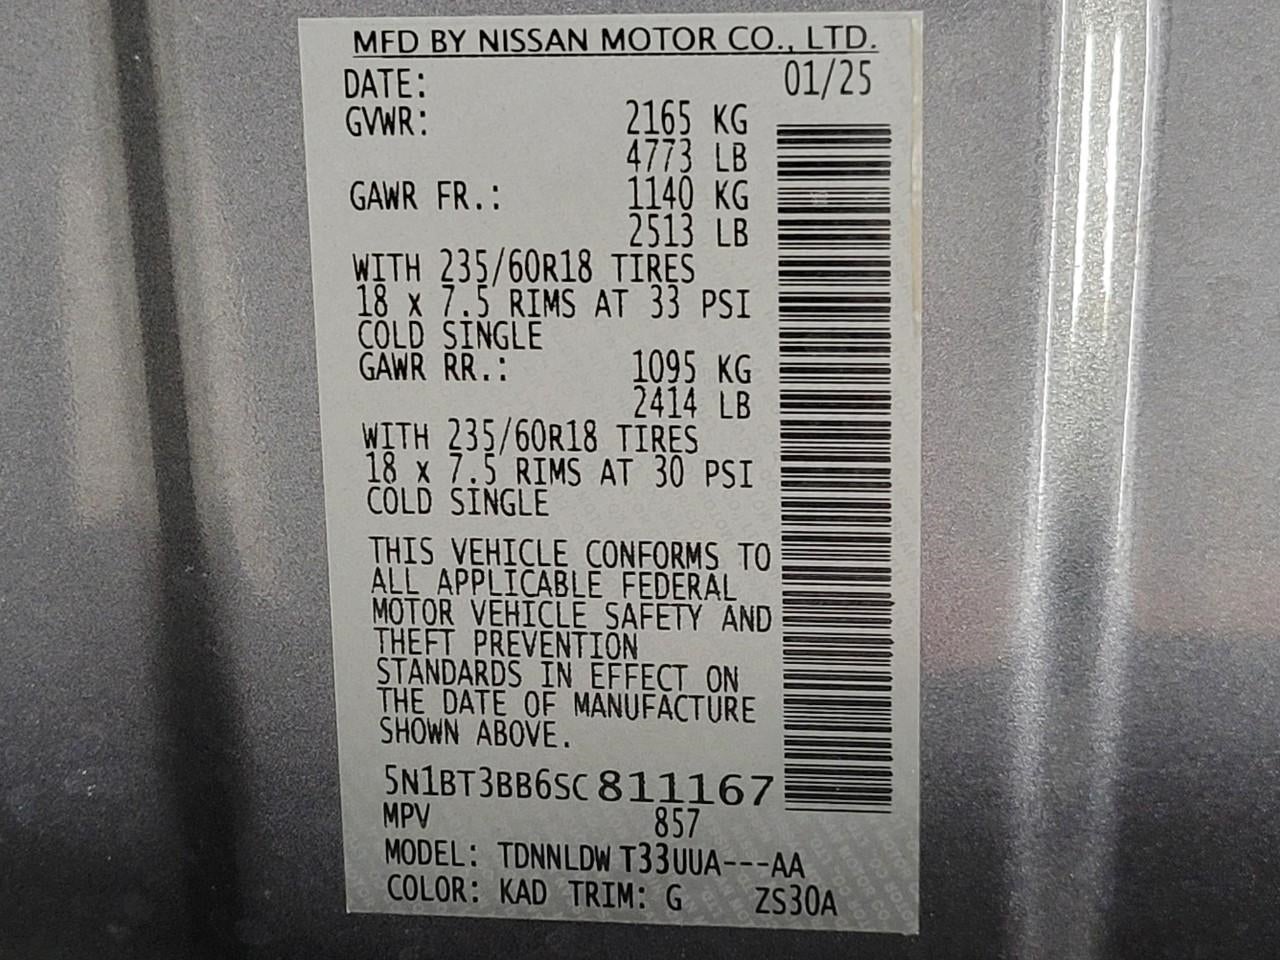 MFD BY NISSAN MOTOR CO., LTD.
DATE: 01/25
GVWR: 2165 KG
4773 LB
GAWR FR.: 1140 KG
2513 LB
WITH 235/60R18 TIRES
18 x 7.5 RIMS AT 33 PSI
COLD SINGLE
GAWR RR.: 1095 KG
2414 LB
WITH 235/60R18 TIRES
18 x 7.5 RIMS AT 30 PSI
COLD SINGLE
THIS VEHICLE CONFORMS TO
ALL APPLICABLE FEDERAL
MOTOR VEHICLE SAFETY AND
THEFT PREVENTION
STANDARDS IN EFFECT ON
THE DATE OF MANUFACTURE
SHOWN ABOVE.
5N1BT3BB6SC811167
MPV 857
MODEL: TDNNLDW T33UUA---AA
COLOR: KAD TRIM: G ZS30A